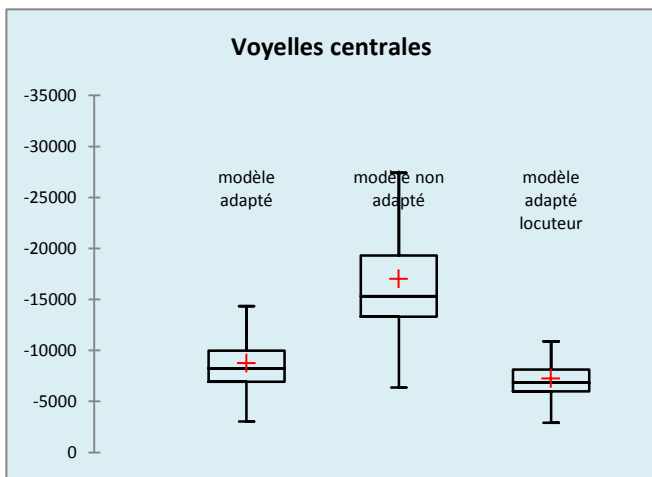 Voyelles centrales
-35000
-30000
-25000
-20000
-15000
-10000
-5000
0
modèle
adapté
modèle non
adapté
modèle
adapté
locuteur